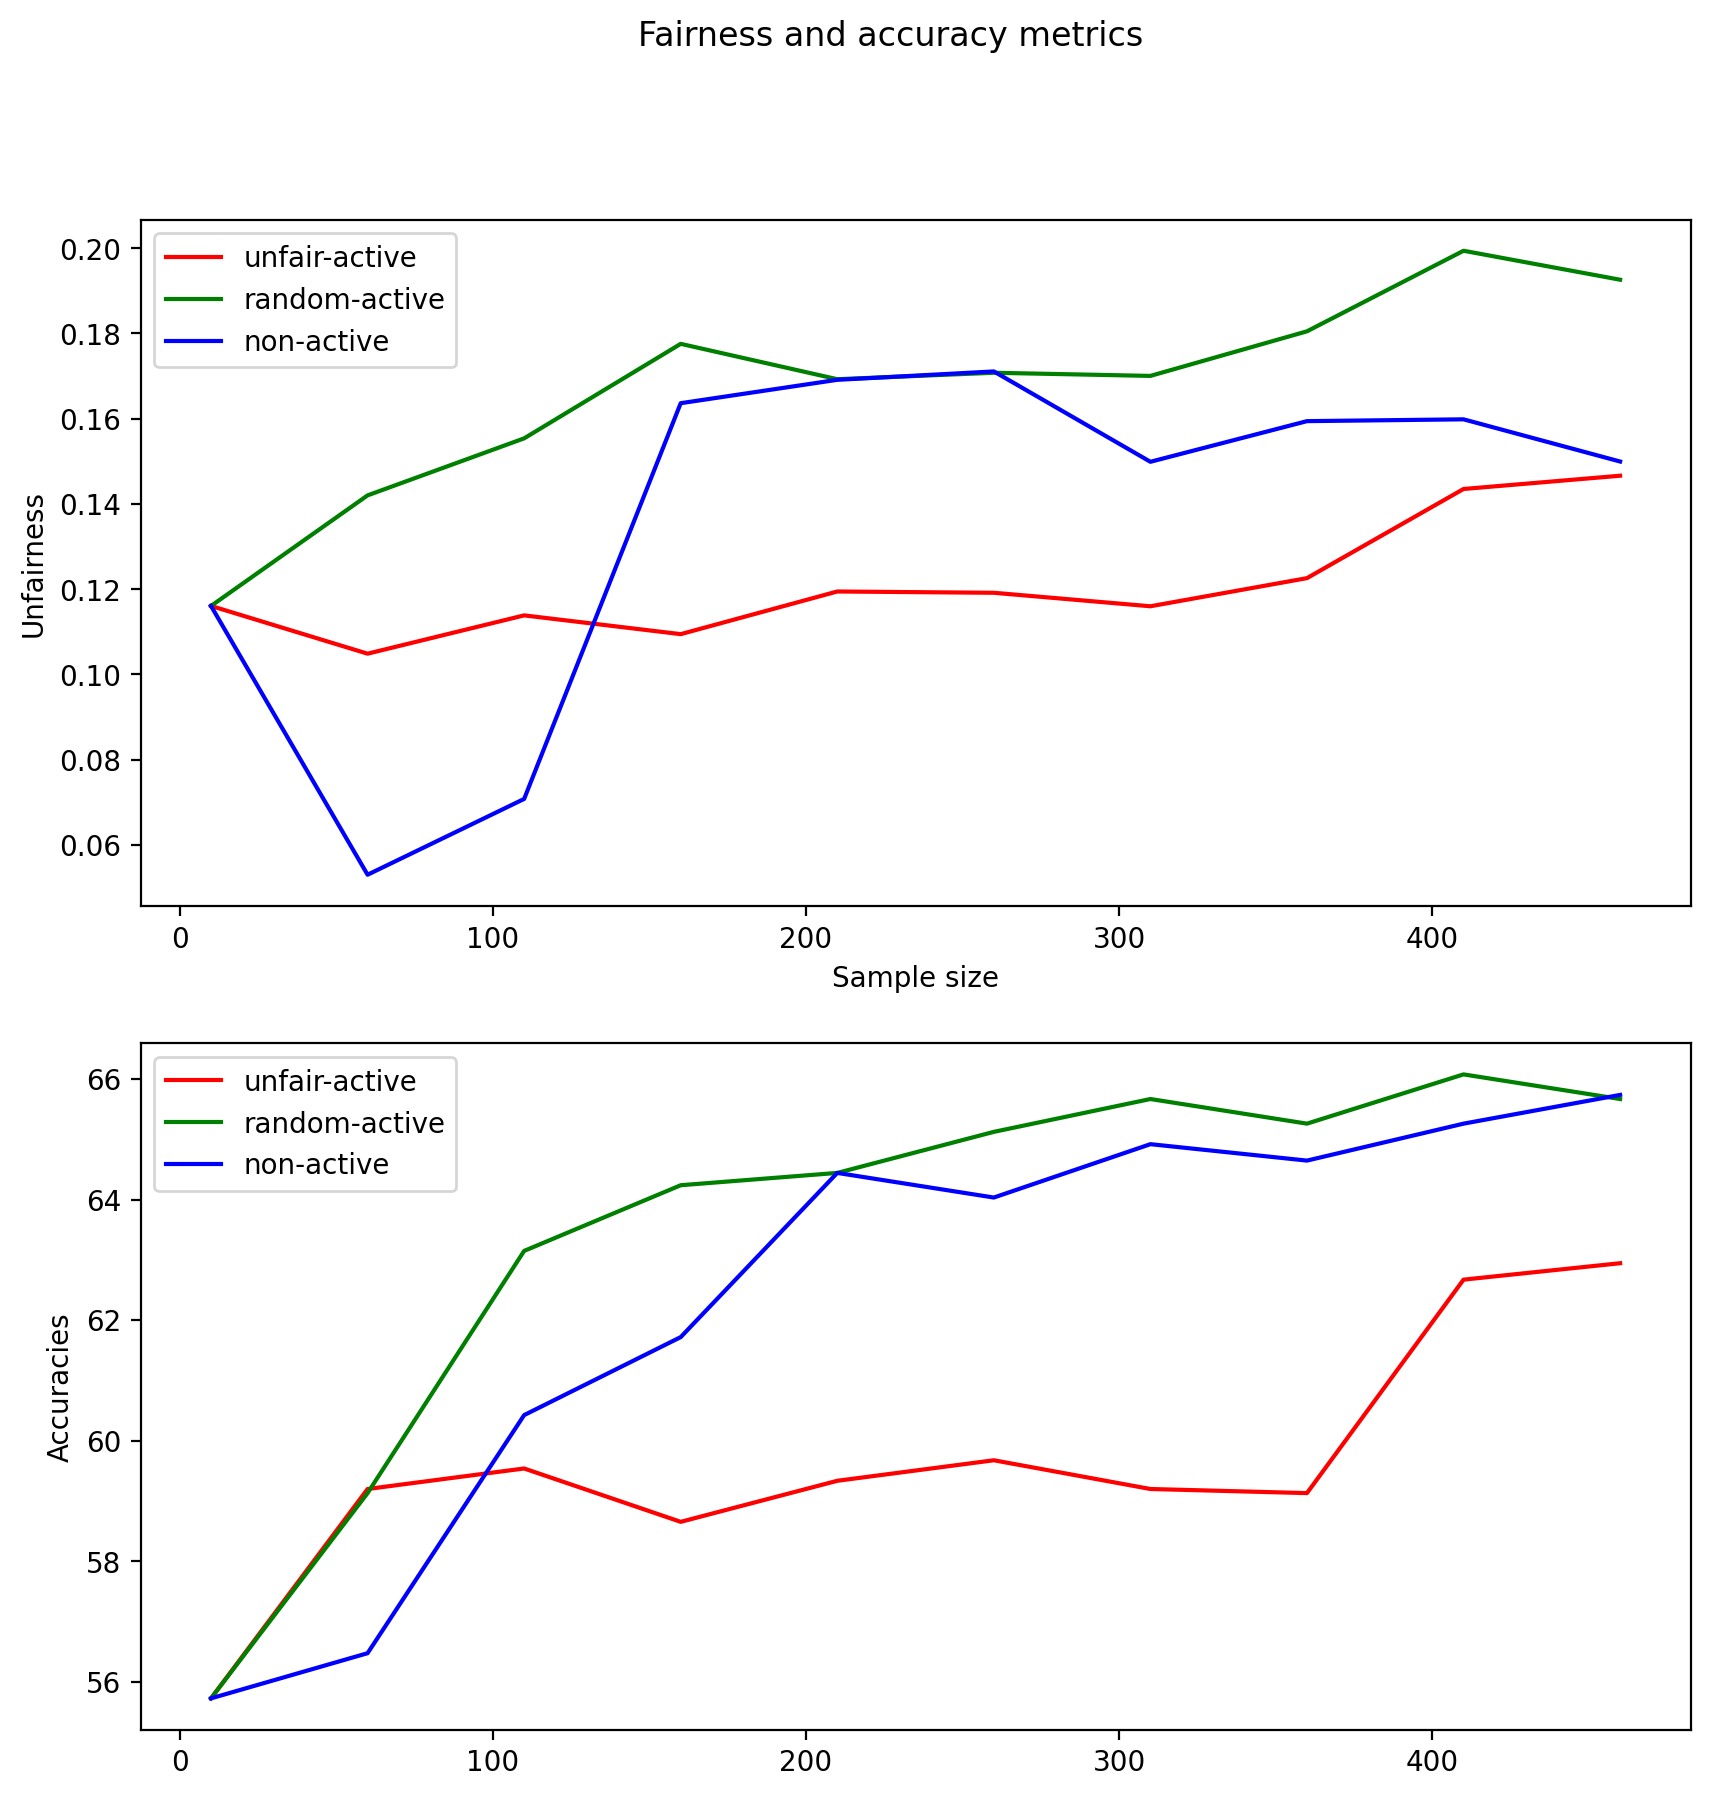 Fairness and accuracy metrics
unfair-active
random-active
non-active
0.20
0.18
0.16
0.14
0.12
0.10
0.08
0.06
Unfairness
0 100 200 300 400
Sample size
unfair-active
random-active
non-active
66
64
62
60
58
56
Accuracies
0 100 200 300 400